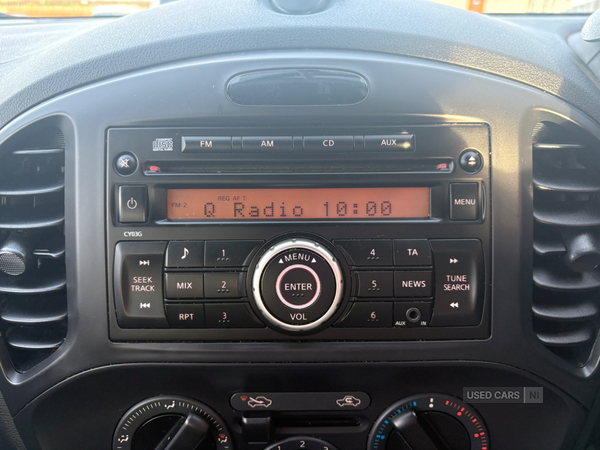 FM AM CD AUX
FM 2 REG AF T
Q Radio 10:00
MENU
CY03G
1 MENU 4 TA
SEEK TRACK
MIX 2 ENTER 5 NEWS
TUNE SEARCH
RPT 3 VOL 6 AUX IN
USED CARS NI